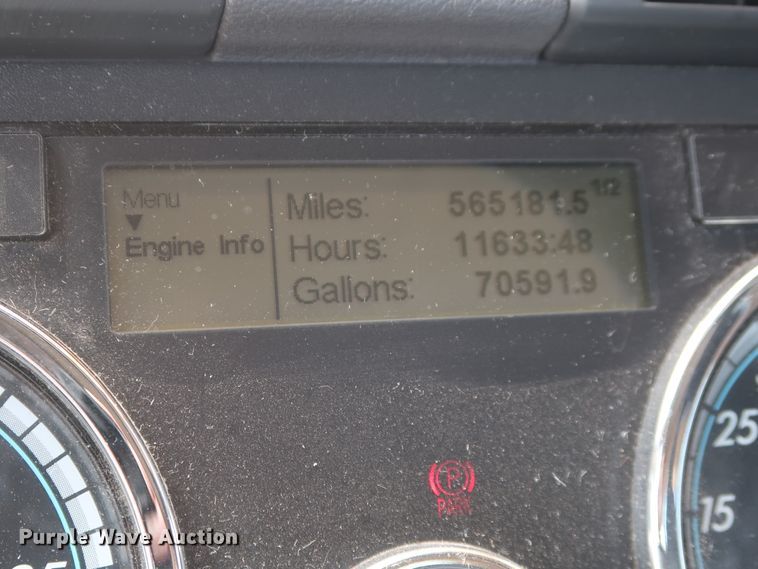 Menu
▼
Engine Info
Miles: 565181.5 1/2
Hours: 11633:48
Gallons: 70591.9
P
PARK
25
15
Purple Wave Auction